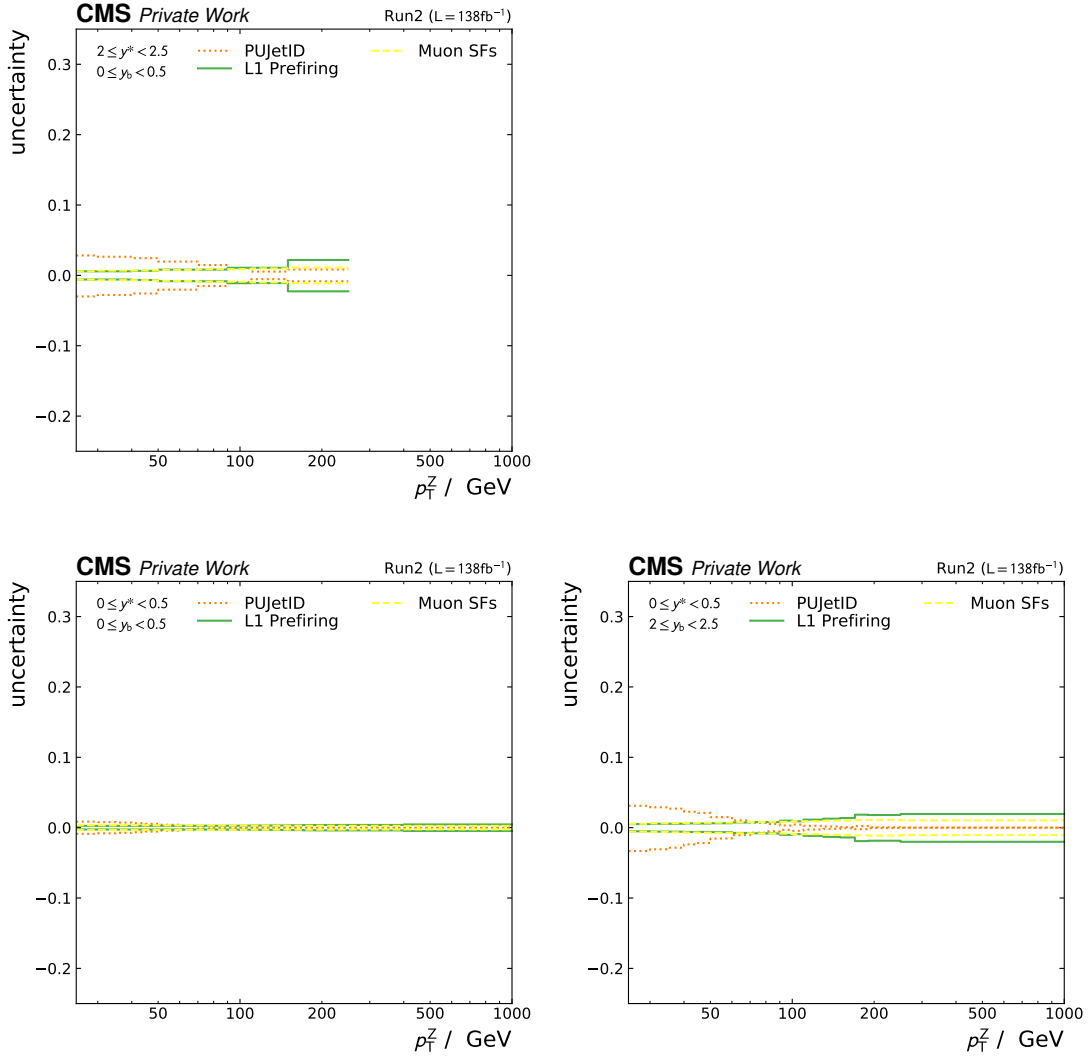 CMS Private Work Run2 (L = 138fb⁻¹)
2 ≤ y* < 2.5 PUJetID Muon SFs
0 ≤ y_b < 0.5 L1 Prefiring
uncertainty
0.3
0.2
0.1
0.0
−0.1
−0.2
50 100 200 500 1000
p_T^Z / GeV
CMS Private Work Run2 (L = 138fb⁻¹)
0 ≤ y* < 0.5 PUJetID Muon SFs
0 ≤ y_b < 0.5 L1 Prefiring
uncertainty
0.3
0.2
0.1
0.0
−0.1
−0.2
50 100 200 500 1000
p_T^Z / GeV
CMS Private Work Run2 (L = 138fb⁻¹)
0 ≤ y* < 0.5 PUJetID Muon SFs
2 ≤ y_b < 2.5 L1 Prefiring
uncertainty
0.3
0.2
0.1
0.0
−0.1
−0.2
50 100 200 500 1000
p_T^Z / GeV